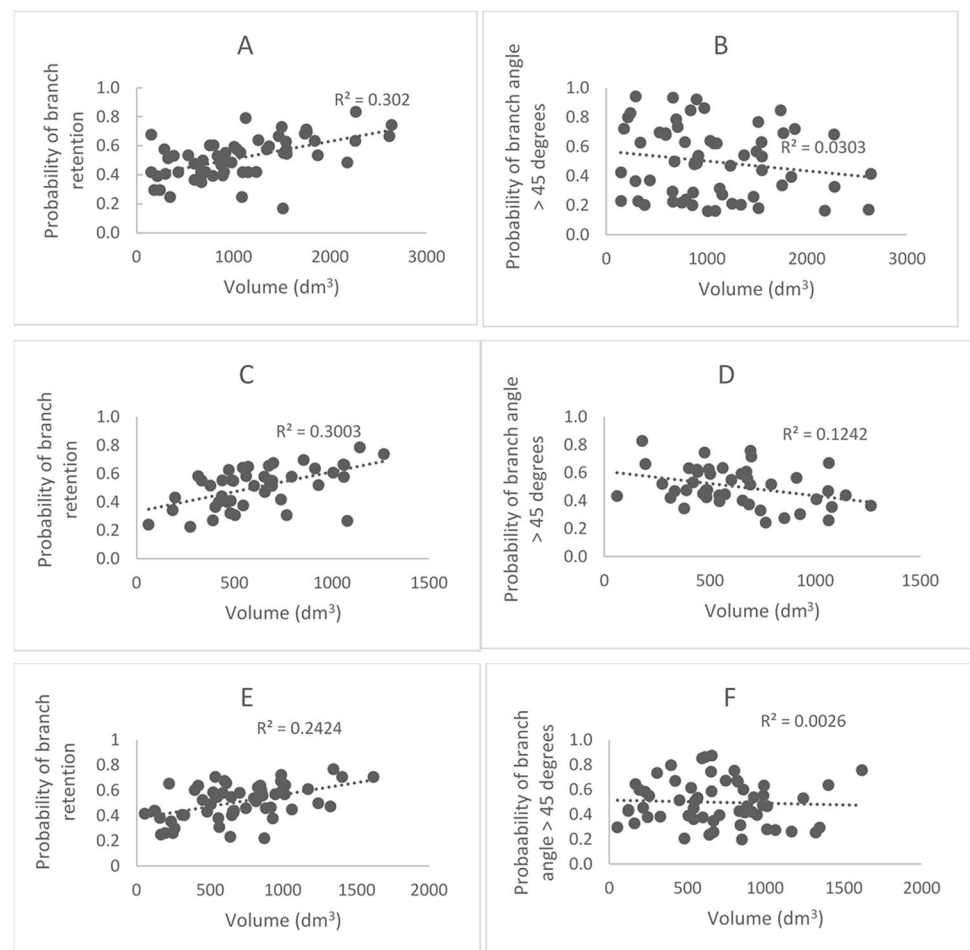 A
Probability of branch
retention
1.0
0.8
0.6
0.4
0.2
0.0
R² = 0.302
0
1000
2000
3000
Volume (dm³)
B
Probability of branch angle
> 45 degrees
1.0
0.8
0.6
0.4
0.2
0.0
R² = 0.0303
0
1000
2000
3000
Volume (dm³)
C
Probability of branch
retention
1.0
0.8
0.6
0.4
0.2
0.0
R² = 0.3003
0
500
1000
1500
Volume (dm³)
D
Probability of branch angle
> 45 degrees
1.0
0.8
0.6
0.4
0.2
0.0
R² = 0.1242
0
500
1000
1500
Volume (dm³)
E
Probability of branch
retention
1
0.8
0.6
0.4
0.2
0
R² = 0.2424
0
500
1000
1500
2000
Volume (dm³)
F
Probaability of branch
angle > 45 degrees
1.0
0.8
0.6
0.4
0.2
0.0
R² = 0.0026
0
500
1000
1500
2000
Volume (dm³)